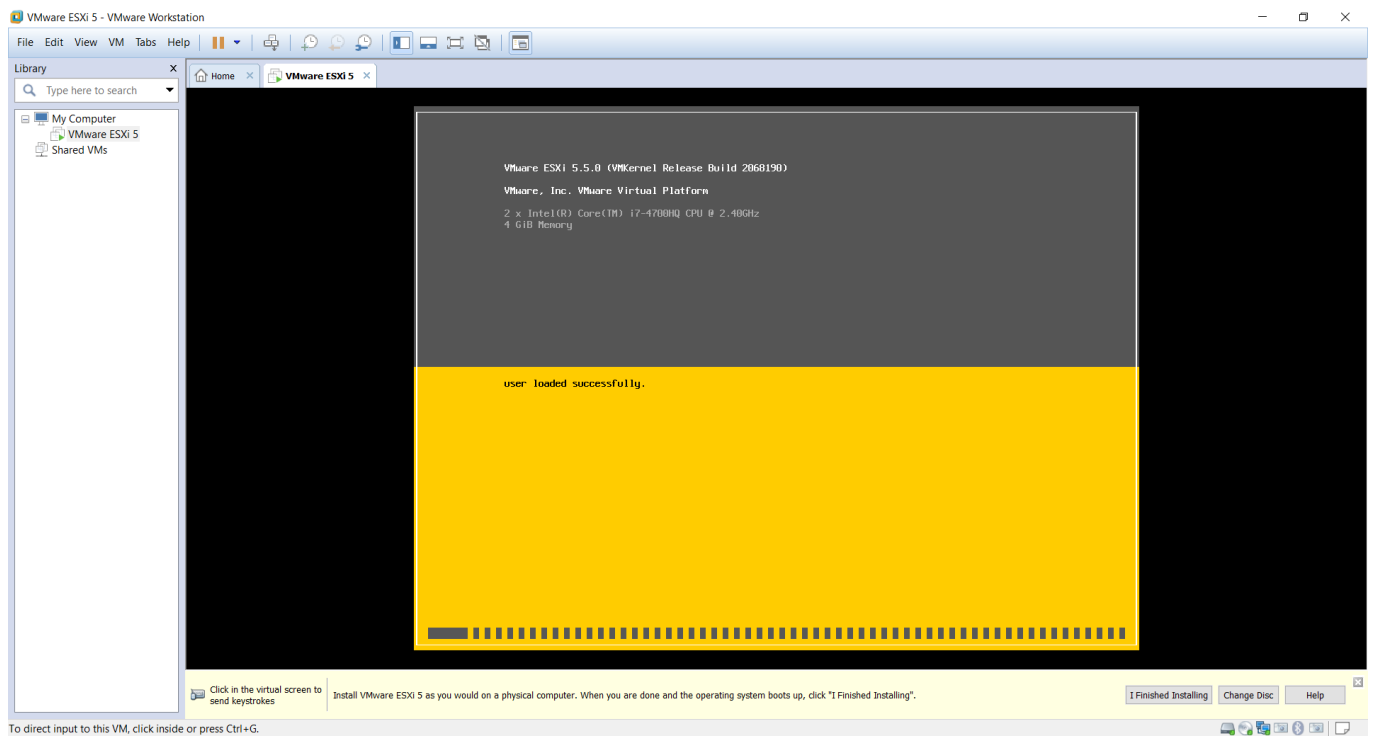 VMware ESXi 5 - VMware Workstation
File Edit View VM Tabs Help
Library x
Home × VMware ESXi 5 ×
Type here to search
My Computer
VMware ESXi 5
Shared VMs
VMware ESXi 5.5.0 (VMKernel Release Build 2068190)
VMware, Inc. VMware Virtual Platform
2 x Intel(R) Core(TM) i7-4700HQ CPU @ 2.40GHz
4 GiB Memory
user loaded successfully.
Click in the virtual screen to
send keystrokes
Install VMware ESXi 5 as you would on a physical computer. When you are done and the operating system boots up, click "I Finished Installing".
I Finished Installing Change Disc Help
To direct input to this VM, click inside or press Ctrl+G.